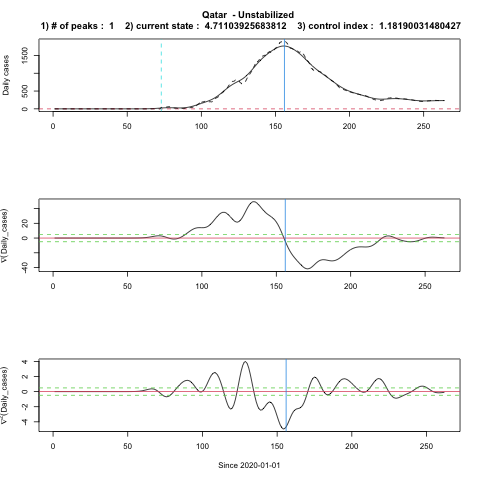 Qatar - Unstabilized
1) # of peaks : 1 2) current state : 4.71103925683812 3) control index : 1.18190031480427
Daily cases
0 500 1500
0 50 100 150 200 250
∇(Daily_cases)
-40 0 20
0 50 100 150 200 250
∇²(Daily_cases)
-4 -2 0 2 4
0 50 100 150 200 250
Since 2020-01-01